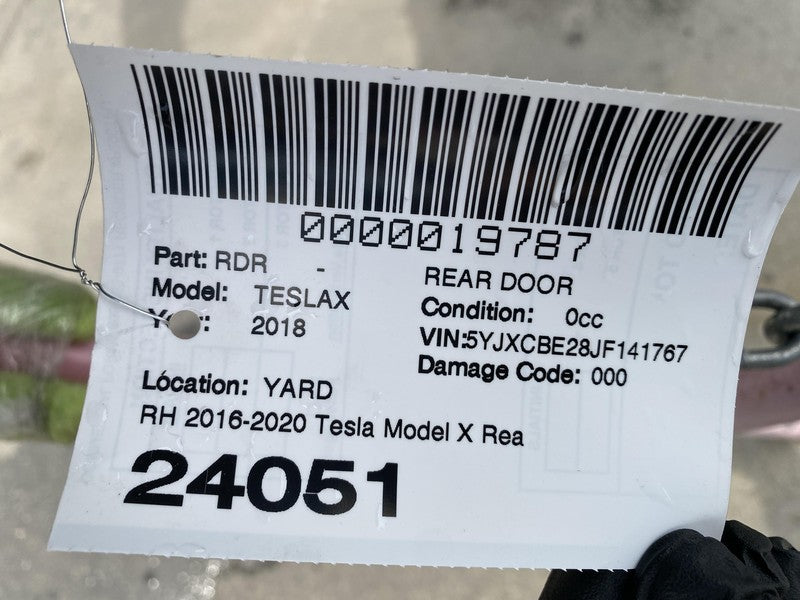 0000019787
Part: RDR - REAR DOOR
Model: TESLAX Condition: 0cc
2018 VIN:5YJXCBE28JF141767
Damage Code: 000
Location: YARD
RH 2016-2020 Tesla Model X Rea
24051